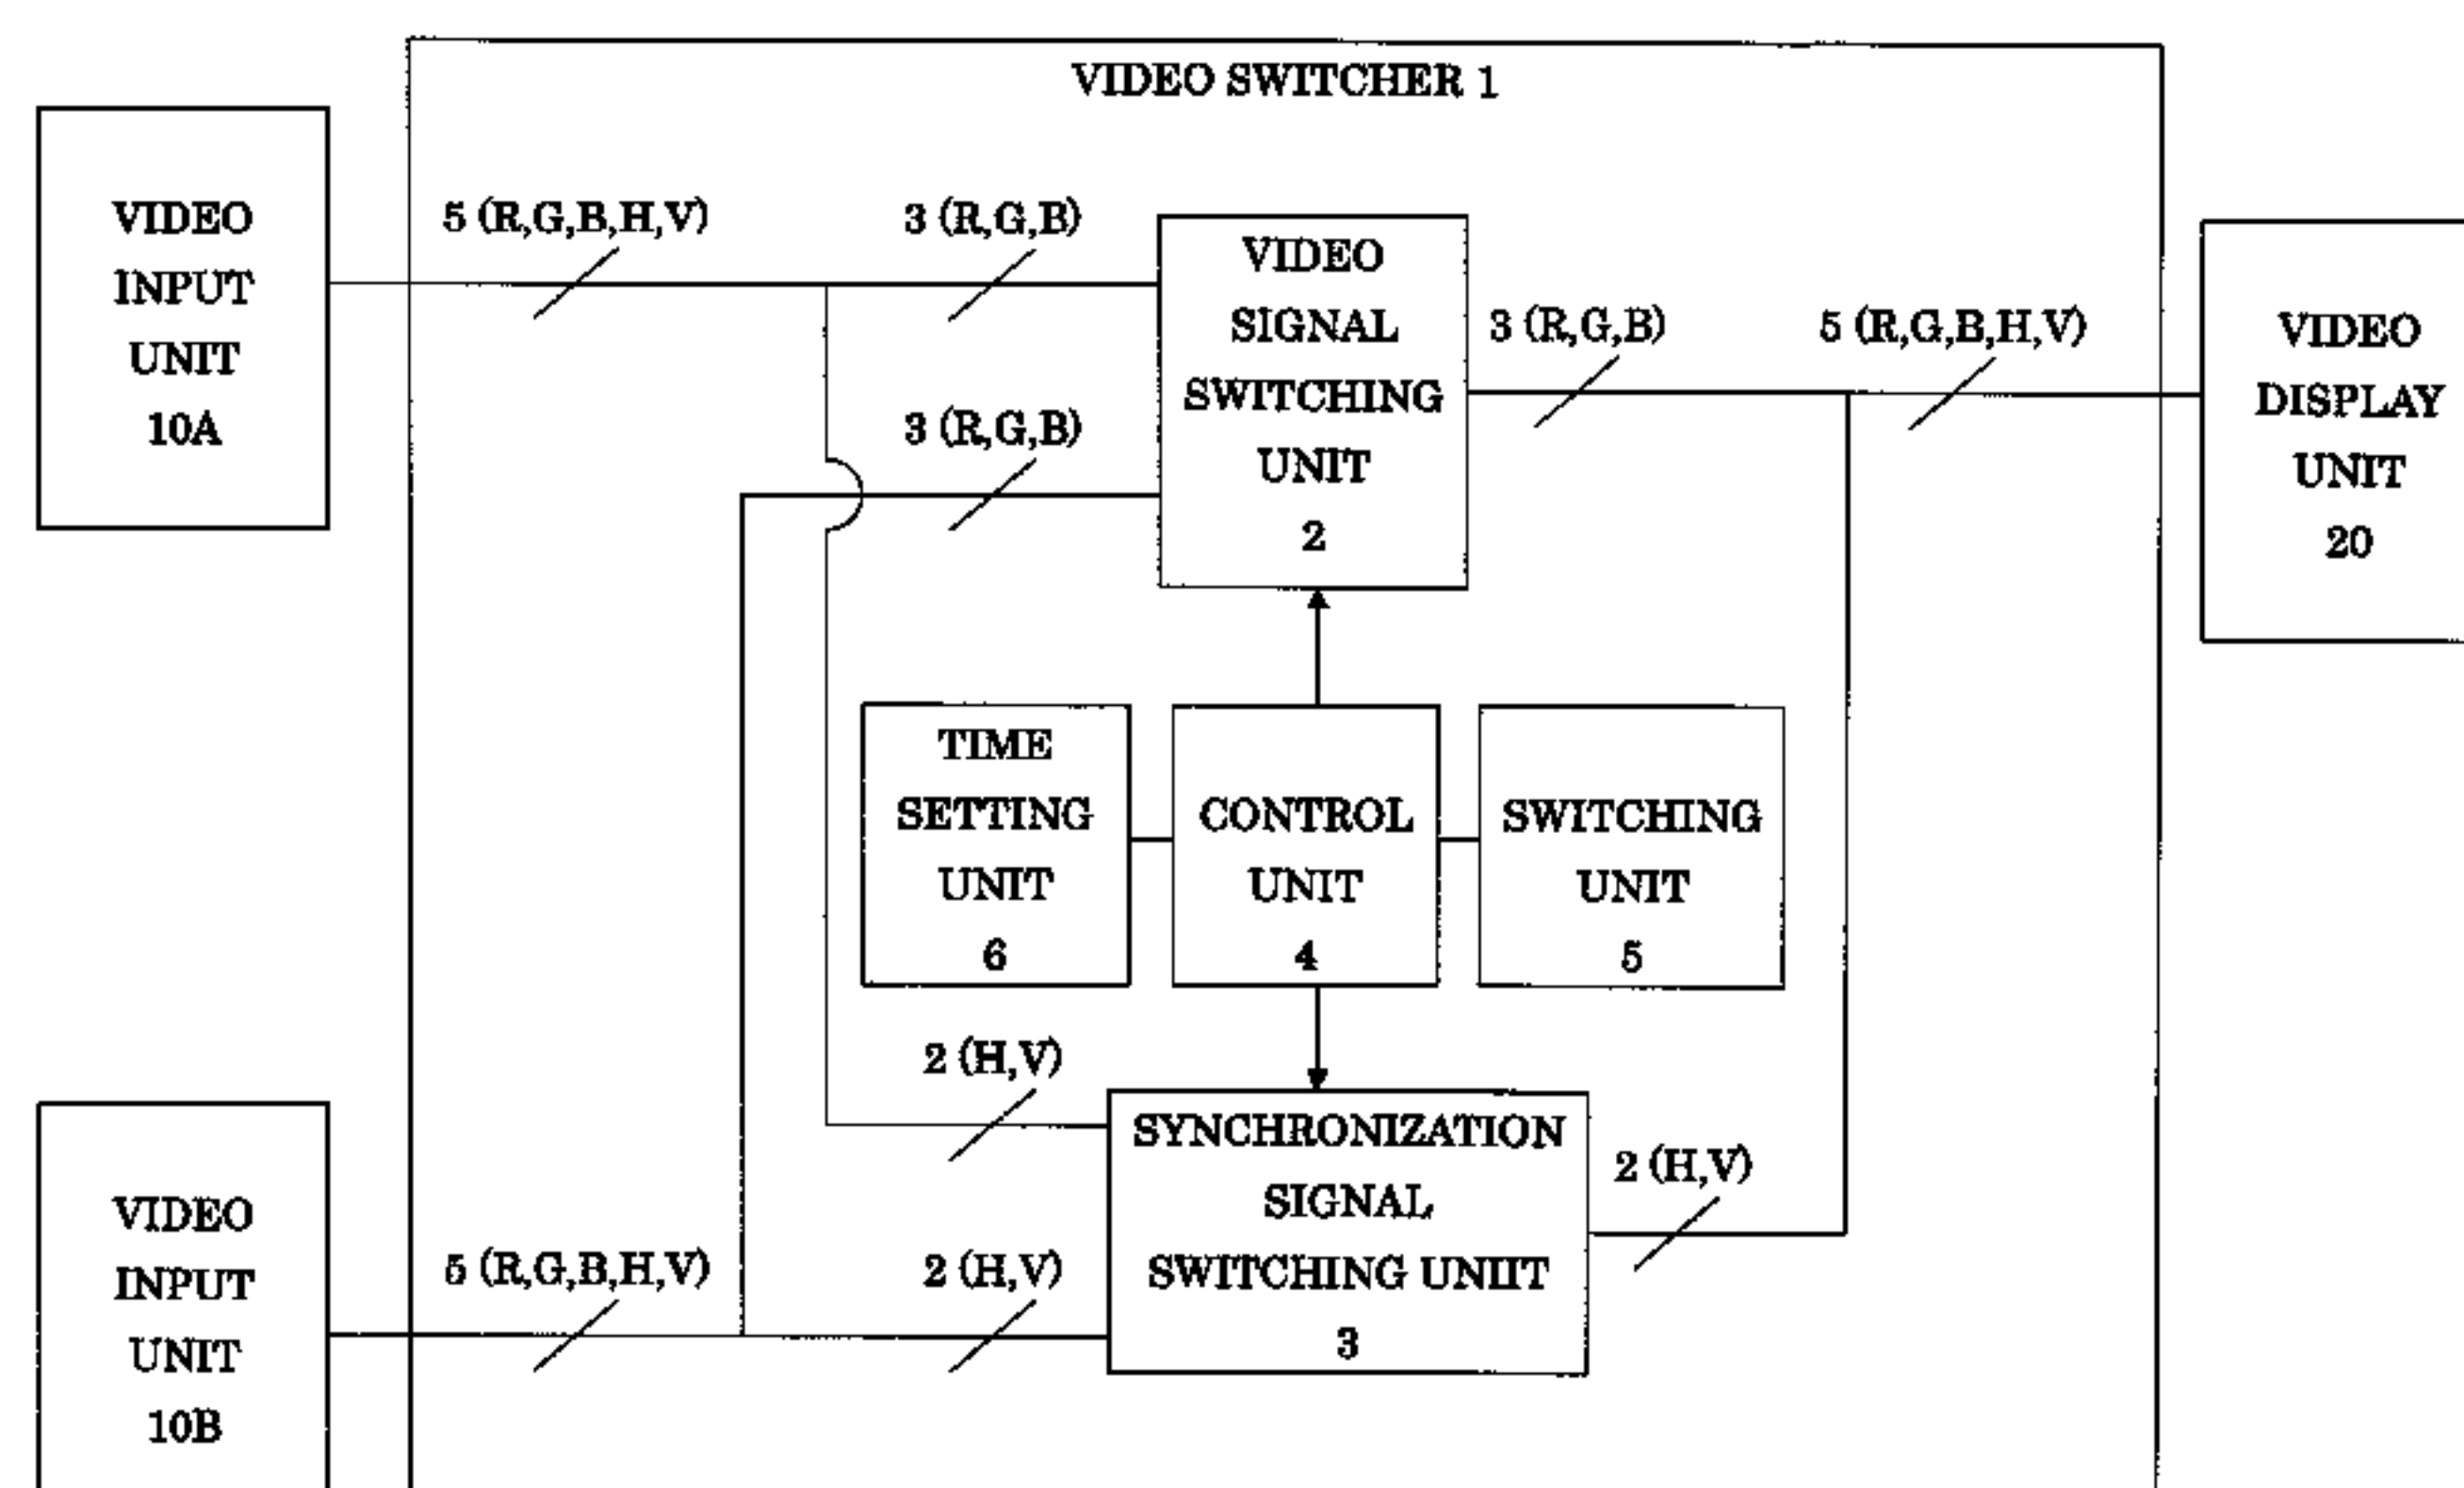 VIDEO SWITCHER 1
VIDEO
INPUT
UNIT
10A
5 (R,G,B,H,V)
3 (R,G,B)
3 (R,G,B)
VIDEO
SIGNAL
SWITCHING
UNIT
2
3 (R,G,B)
5 (R,G,B,H,V)
VIDEO
DISPLAY
UNIT
20
TIME
SETTING
UNIT
6
CONTROL
UNIT
4
SWITCHING
UNIT
5
2 (H,V)
VIDEO
INPUT
UNIT
10B
5 (R,G,B,H,V)
2 (H,V)
SYNCHRONIZATION
SIGNAL
SWITCHING UNIIT
3
2 (H,V)